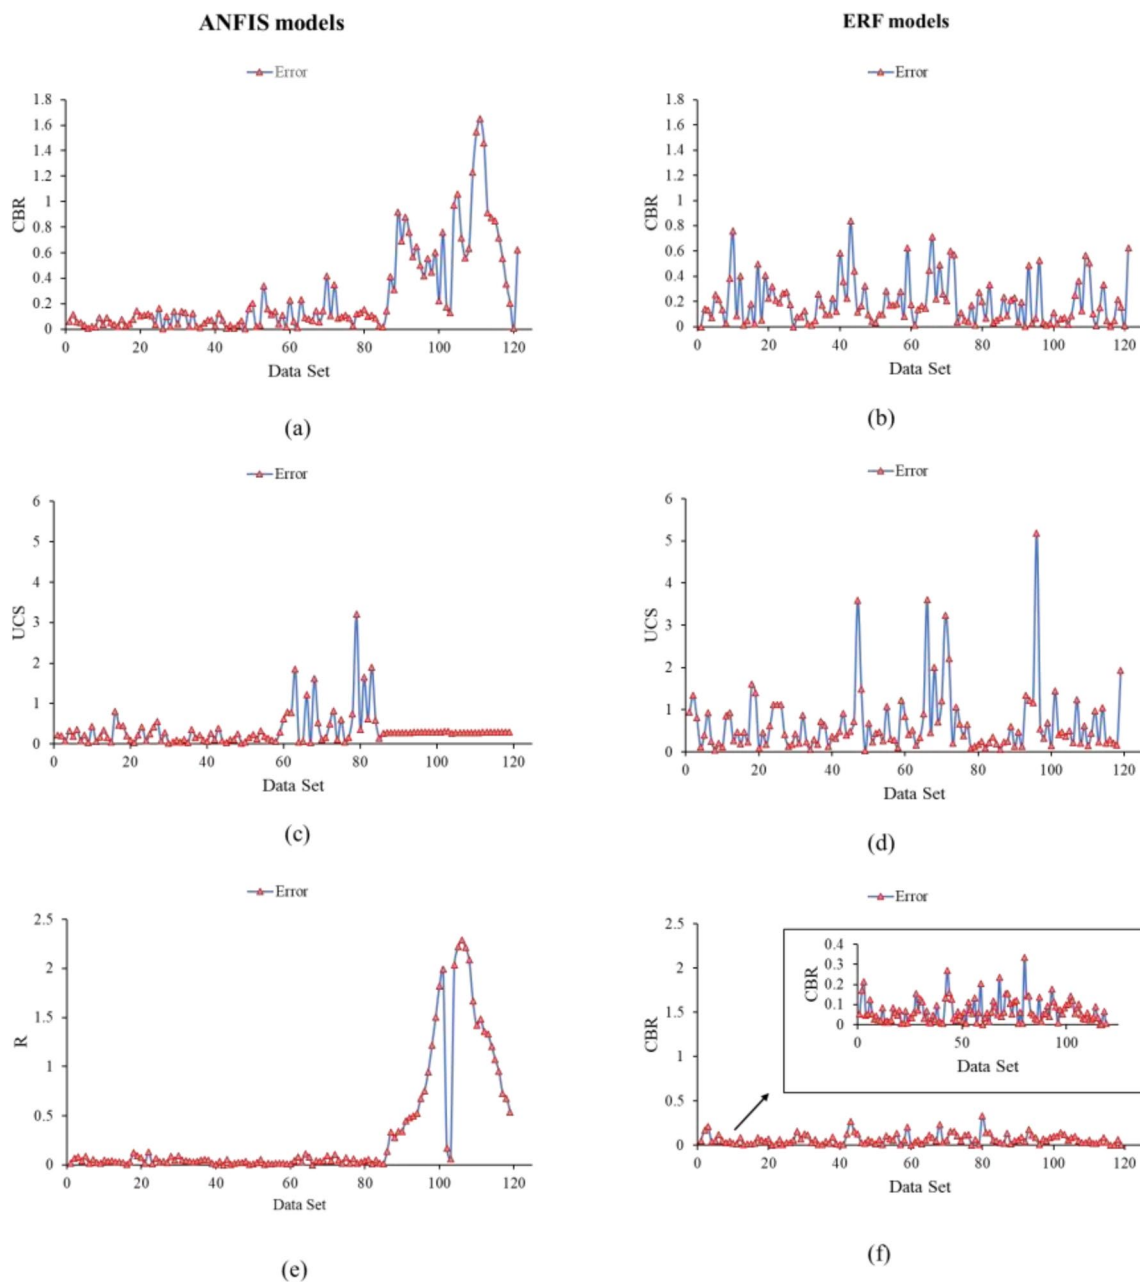 ANFIS models
ERF models
Error
1.8
1.6
1.4
1.2
1
0.8
0.6
0.4
0.2
0
CBR
0 20 40 60 80 100 120
Data Set
(a)
Error
1.8
1.6
1.4
1.2
1
0.8
0.6
0.4
0.2
0
CBR
0 20 40 60 80 100 120
Data Set
(b)
Error
6
5
4
3
2
1
0
UCS
0 20 40 60 80 100 120
Data Set
(c)
Error
6
5
4
3
2
1
0
UCS
0 20 40 60 80 100 120
Data Set
(d)
Error
2.5
2
1.5
1
0.5
0
R
0 20 40 60 80 100 120
Data Set
(e)
Error
2.5
2
1.5
1
0.5
0
CBR
0.4
0.3
0.2
0.1
0
CBR
0 50 100
Data Set
0 20 40 60 80 100 120
Data Set
(f)